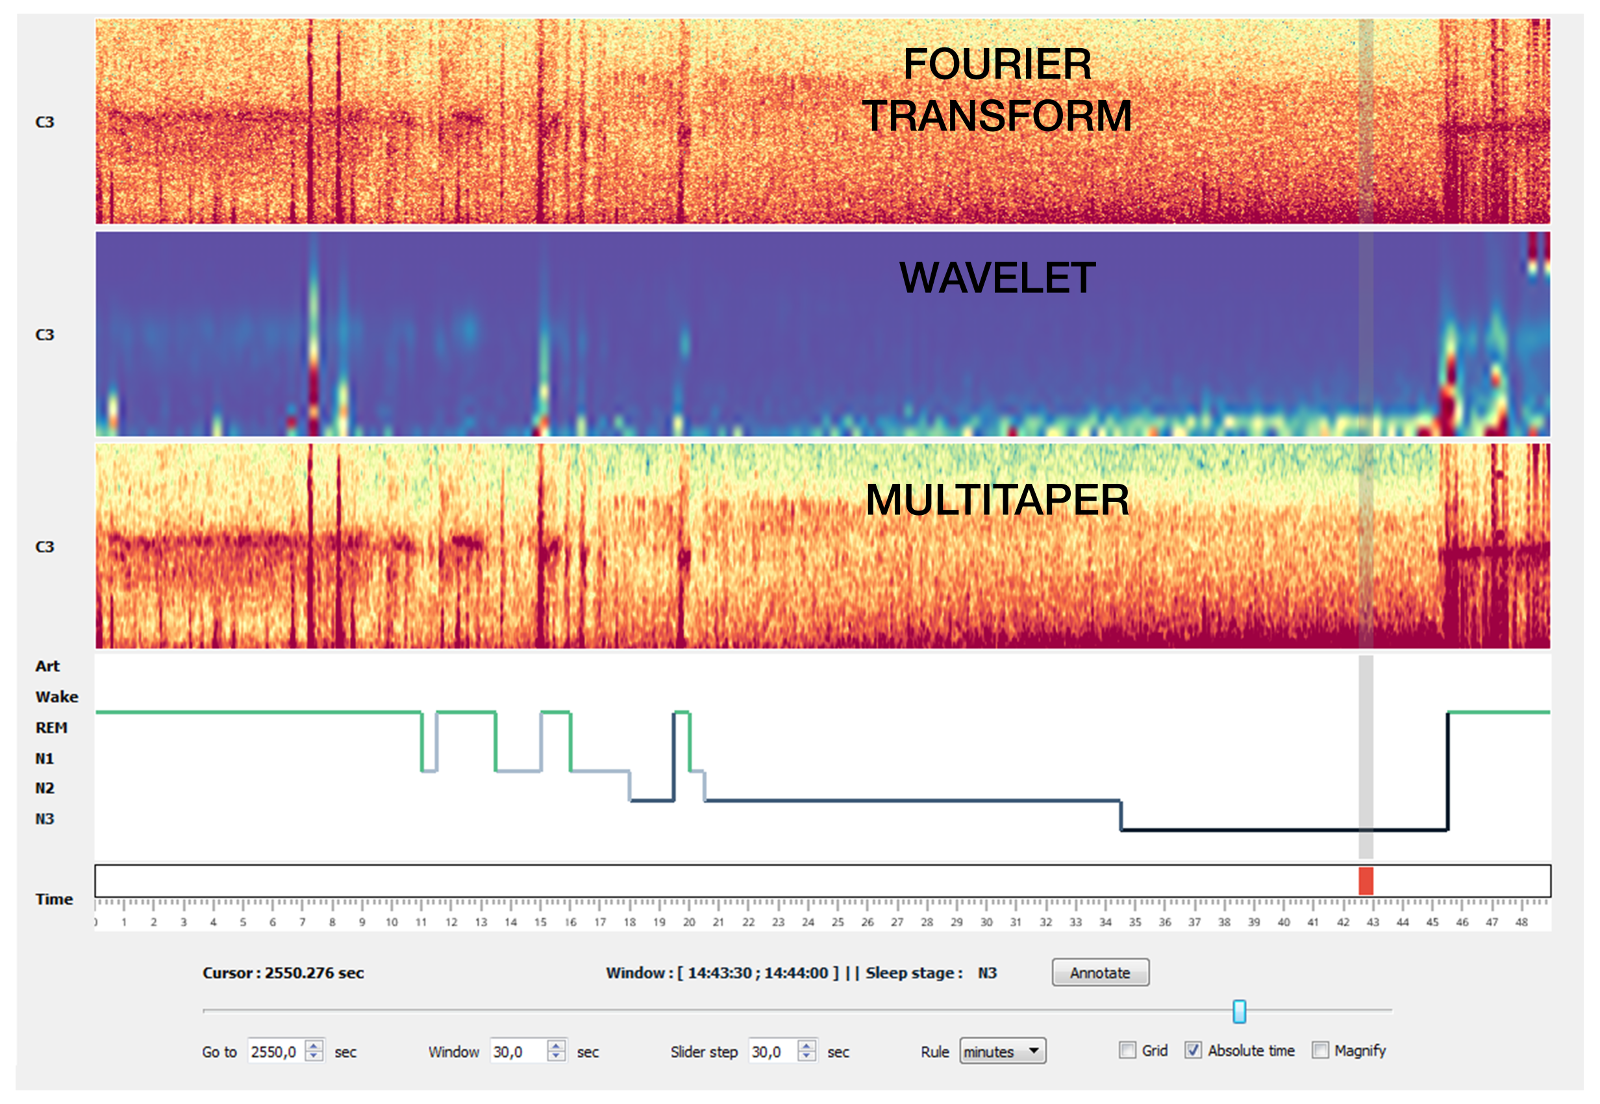 FOURIER
TRANSFORM
C3
WAVELET
C3
MULTITAPER
C3
Art
Wake
REM
N1
N2
N3
Time
0 1 2 3 4 5 6 7 8 9 10 11 12 13 14 15 16 17 18 19 20 21 22 23 24 25 26 27 28 29 30 31 32 33 34 35 36 37 38 39 40 41 42 43 44 45 46 47 48
Cursor : 2550.276 sec Window : [ 14:43:30 ; 14:44:00 ] || Sleep stage : N3 Annotate
Go to 2550,0 sec Window 30,0 sec Slider step 30,0 sec Rule minutes Grid Absolute time Magnify